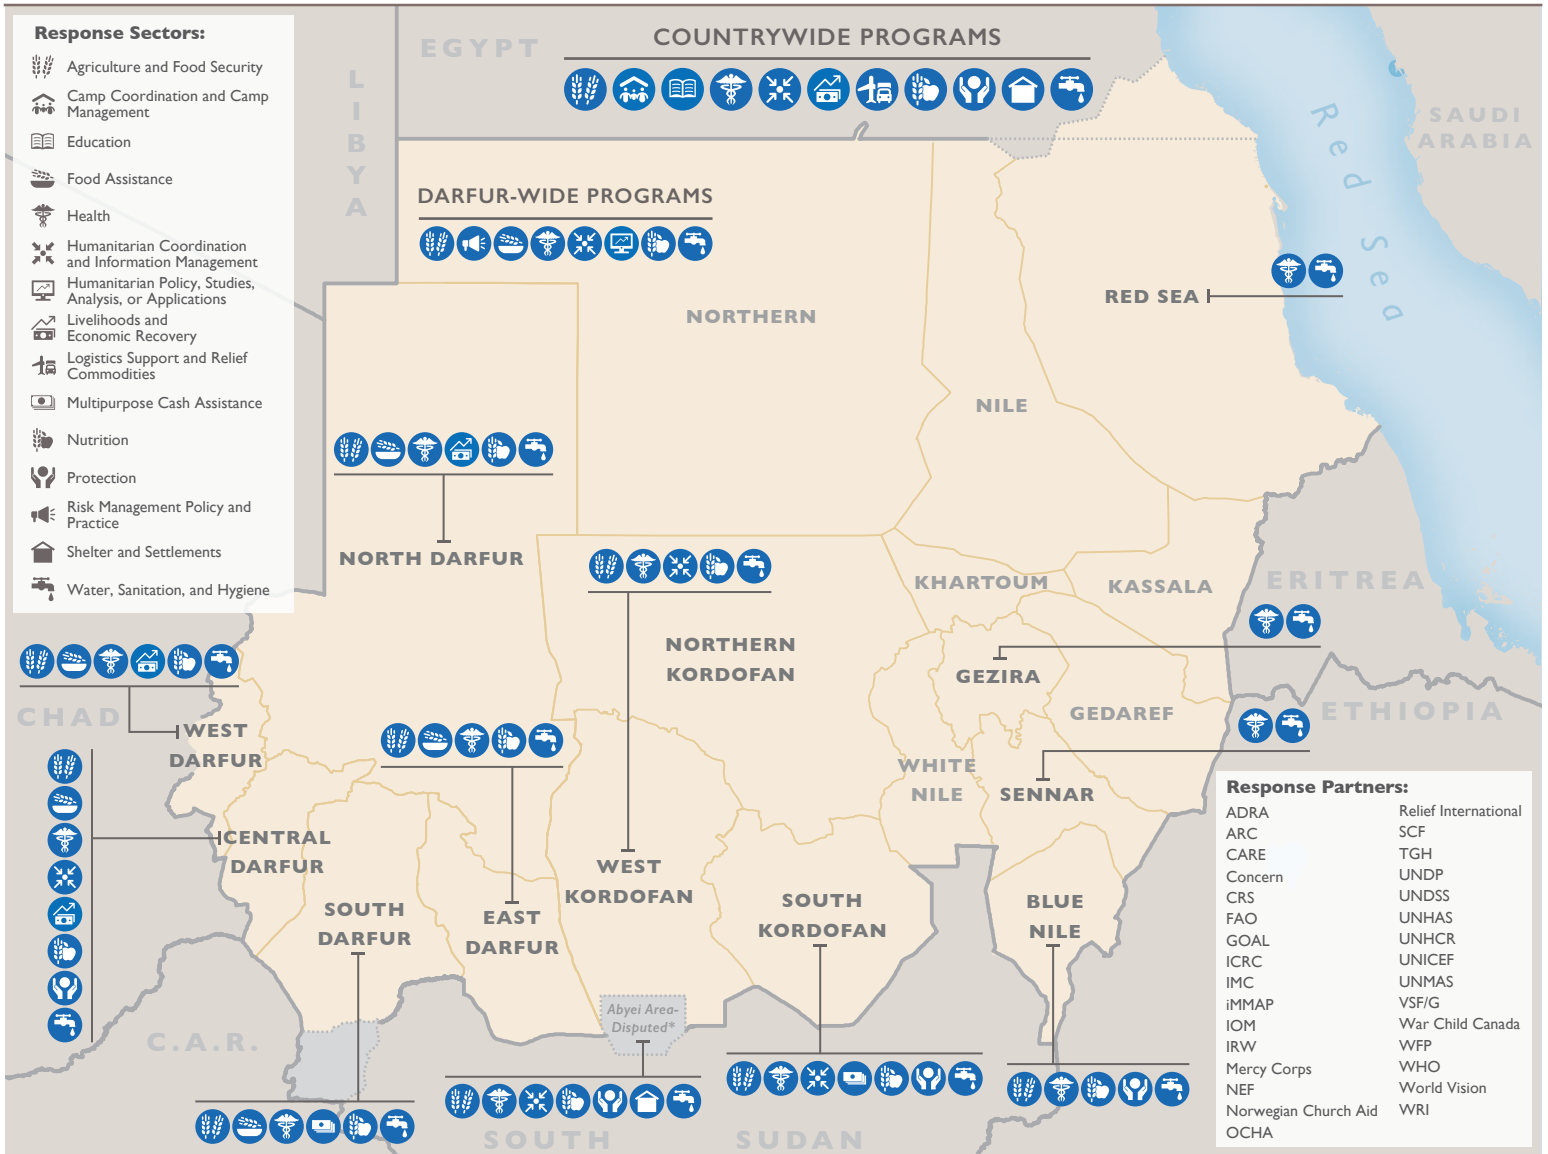 Response Sectors:
Agriculture and Food Security
Camp Coordination and Camp
Management
Education
Food Assistance
Health
Humanitarian Coordination
and Information Management
Humanitarian Policy, Studies,
Analysis, or Applications
Livelihoods and
Economic Recovery
Logistics Support and Relief
Commodities
Multipurpose Cash Assistance
Nutrition
Protection
Risk Management Policy and
Practice
Shelter and Settlements
Water, Sanitation, and Hygiene
LIBYA
EGYPT
COUNTRYWIDE PROGRAMS
SAUDI
ARABIA
Red Sea
DARFUR-WIDE PROGRAMS
RED SEA
NORTHERN
NILE
NORTH DARFUR
KHARTOUM
KASSALA
ERITREA
NORTHERN
KORDOFAN
GEZIRA
GEDAREF
ETHIOPIA
CHAD
WEST
DARFUR
WHITE
NILE
SENNAR
CENTRAL
DARFUR
WEST
KORDOFAN
SOUTH
DARFUR
EAST
DARFUR
SOUTH
KORDOFAN
BLUE
NILE
Abyei Area-
Disputed*
C.A.R.
SOUTH SUDAN
Response Partners:
ADRA
ARC
CARE
Concern
CRS
FAO
GOAL
ICRC
IMC
iMMAP
IOM
IRW
Mercy Corps
NEF
Norwegian Church Aid
OCHA
Relief International
SCF
TGH
UNDP
UNDSS
UNHAS
UNHCR
UNICEF
UNMAS
VSF/G
War Child Canada
WFP
WHO
World Vision
WRI